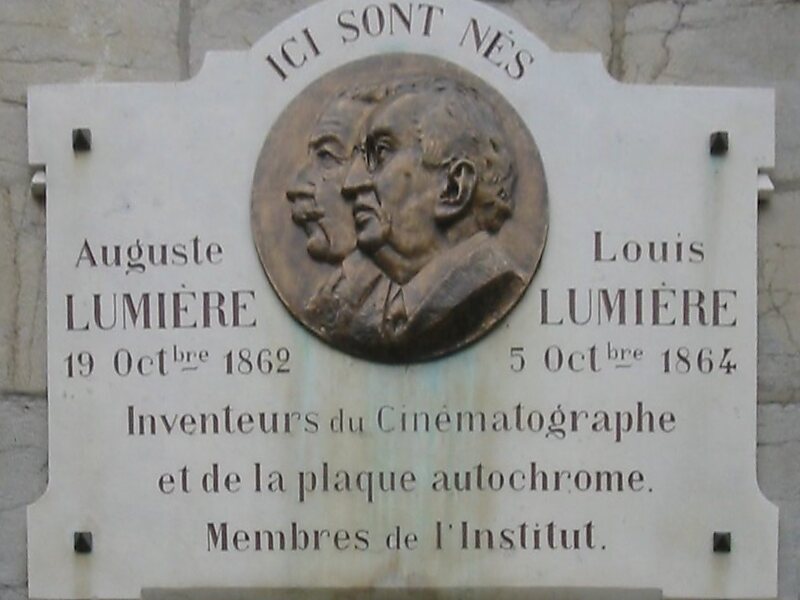 ICI SONT NÉS
Auguste
LUMIÈRE
19 Octbre 1862
Louis
LUMIÈRE
5 Octbre 1864
Inventeurs du Cinématographe
et de la plaque autochrome.
Membres de l'Institut.